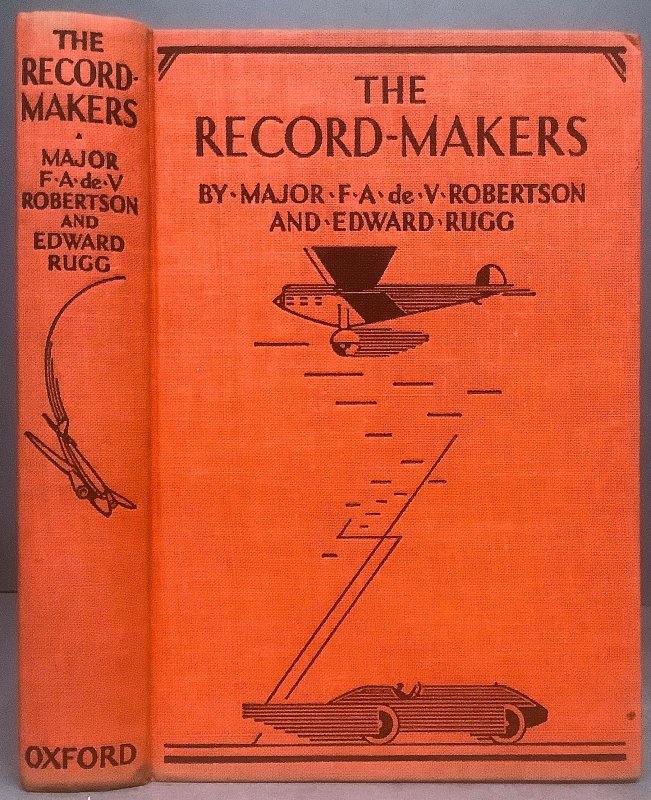 THE
RECORD-
MAKERS
MAJOR
F·A·de·V
ROBERTSON
AND
EDWARD
RUGG
OXFORD
THE
RECORD-MAKERS
BY·MAJOR·F·A·de·V·ROBERTSON
AND·EDWARD·RUGG